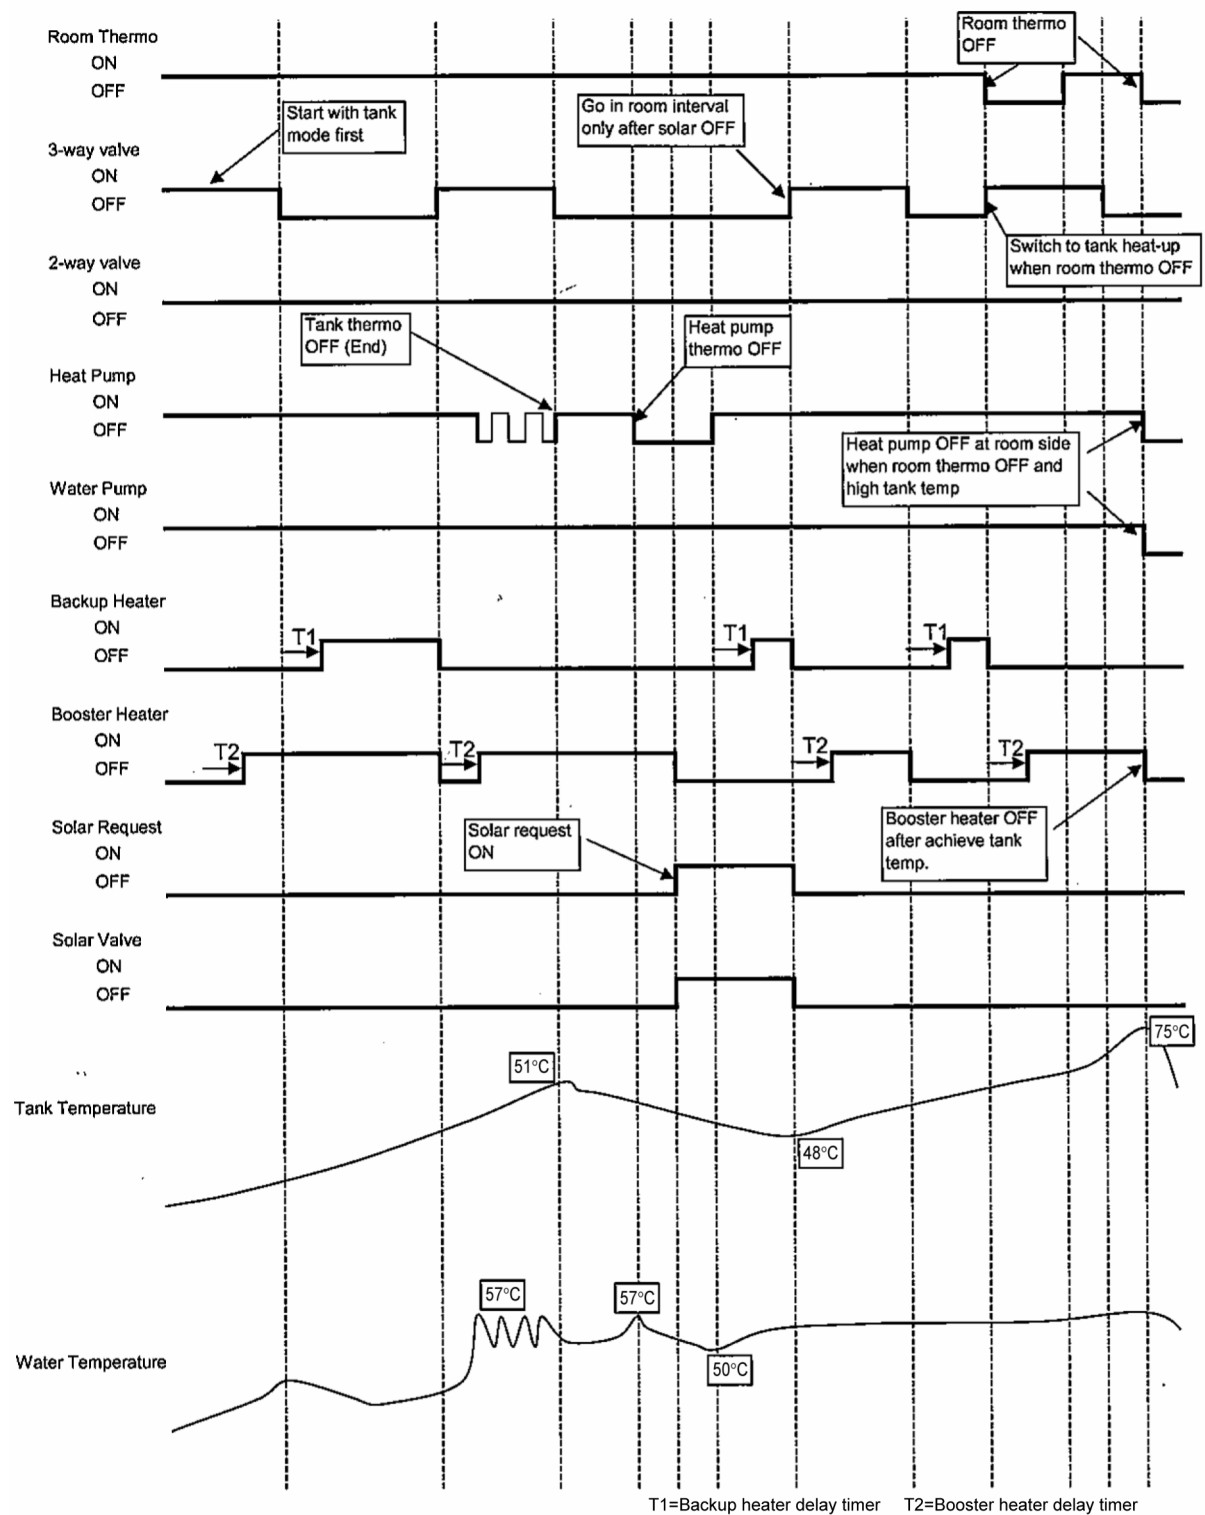 Room Thermo
ON
OFF
Room thermo
OFF
Start with tank
mode first
Go in room interval
only after solar OFF
3-way valve
ON
OFF
Switch to tank heat-up
when room thermo OFF
2-way valve
ON
OFF
Tank thermo
OFF (End)
Heat pump
thermo OFF
Heat Pump
ON
OFF
Heat pump OFF at room side
when room thermo OFF and
high tank temp
Water Pump
ON
OFF
Backup Heater
ON
OFF
T1
T1
T1
Booster Heater
ON
OFF
T2
T2
T2
T2
Booster heater OFF
after achieve tank
temp.
Solar Request
ON
OFF
Solar request
ON
Solar Valve
ON
OFF
75°C
51°C
Tank Temperature
48°C
57°C
57°C
Water Temperature
50°C
T1=Backup heater delay timer T2=Booster heater delay timer